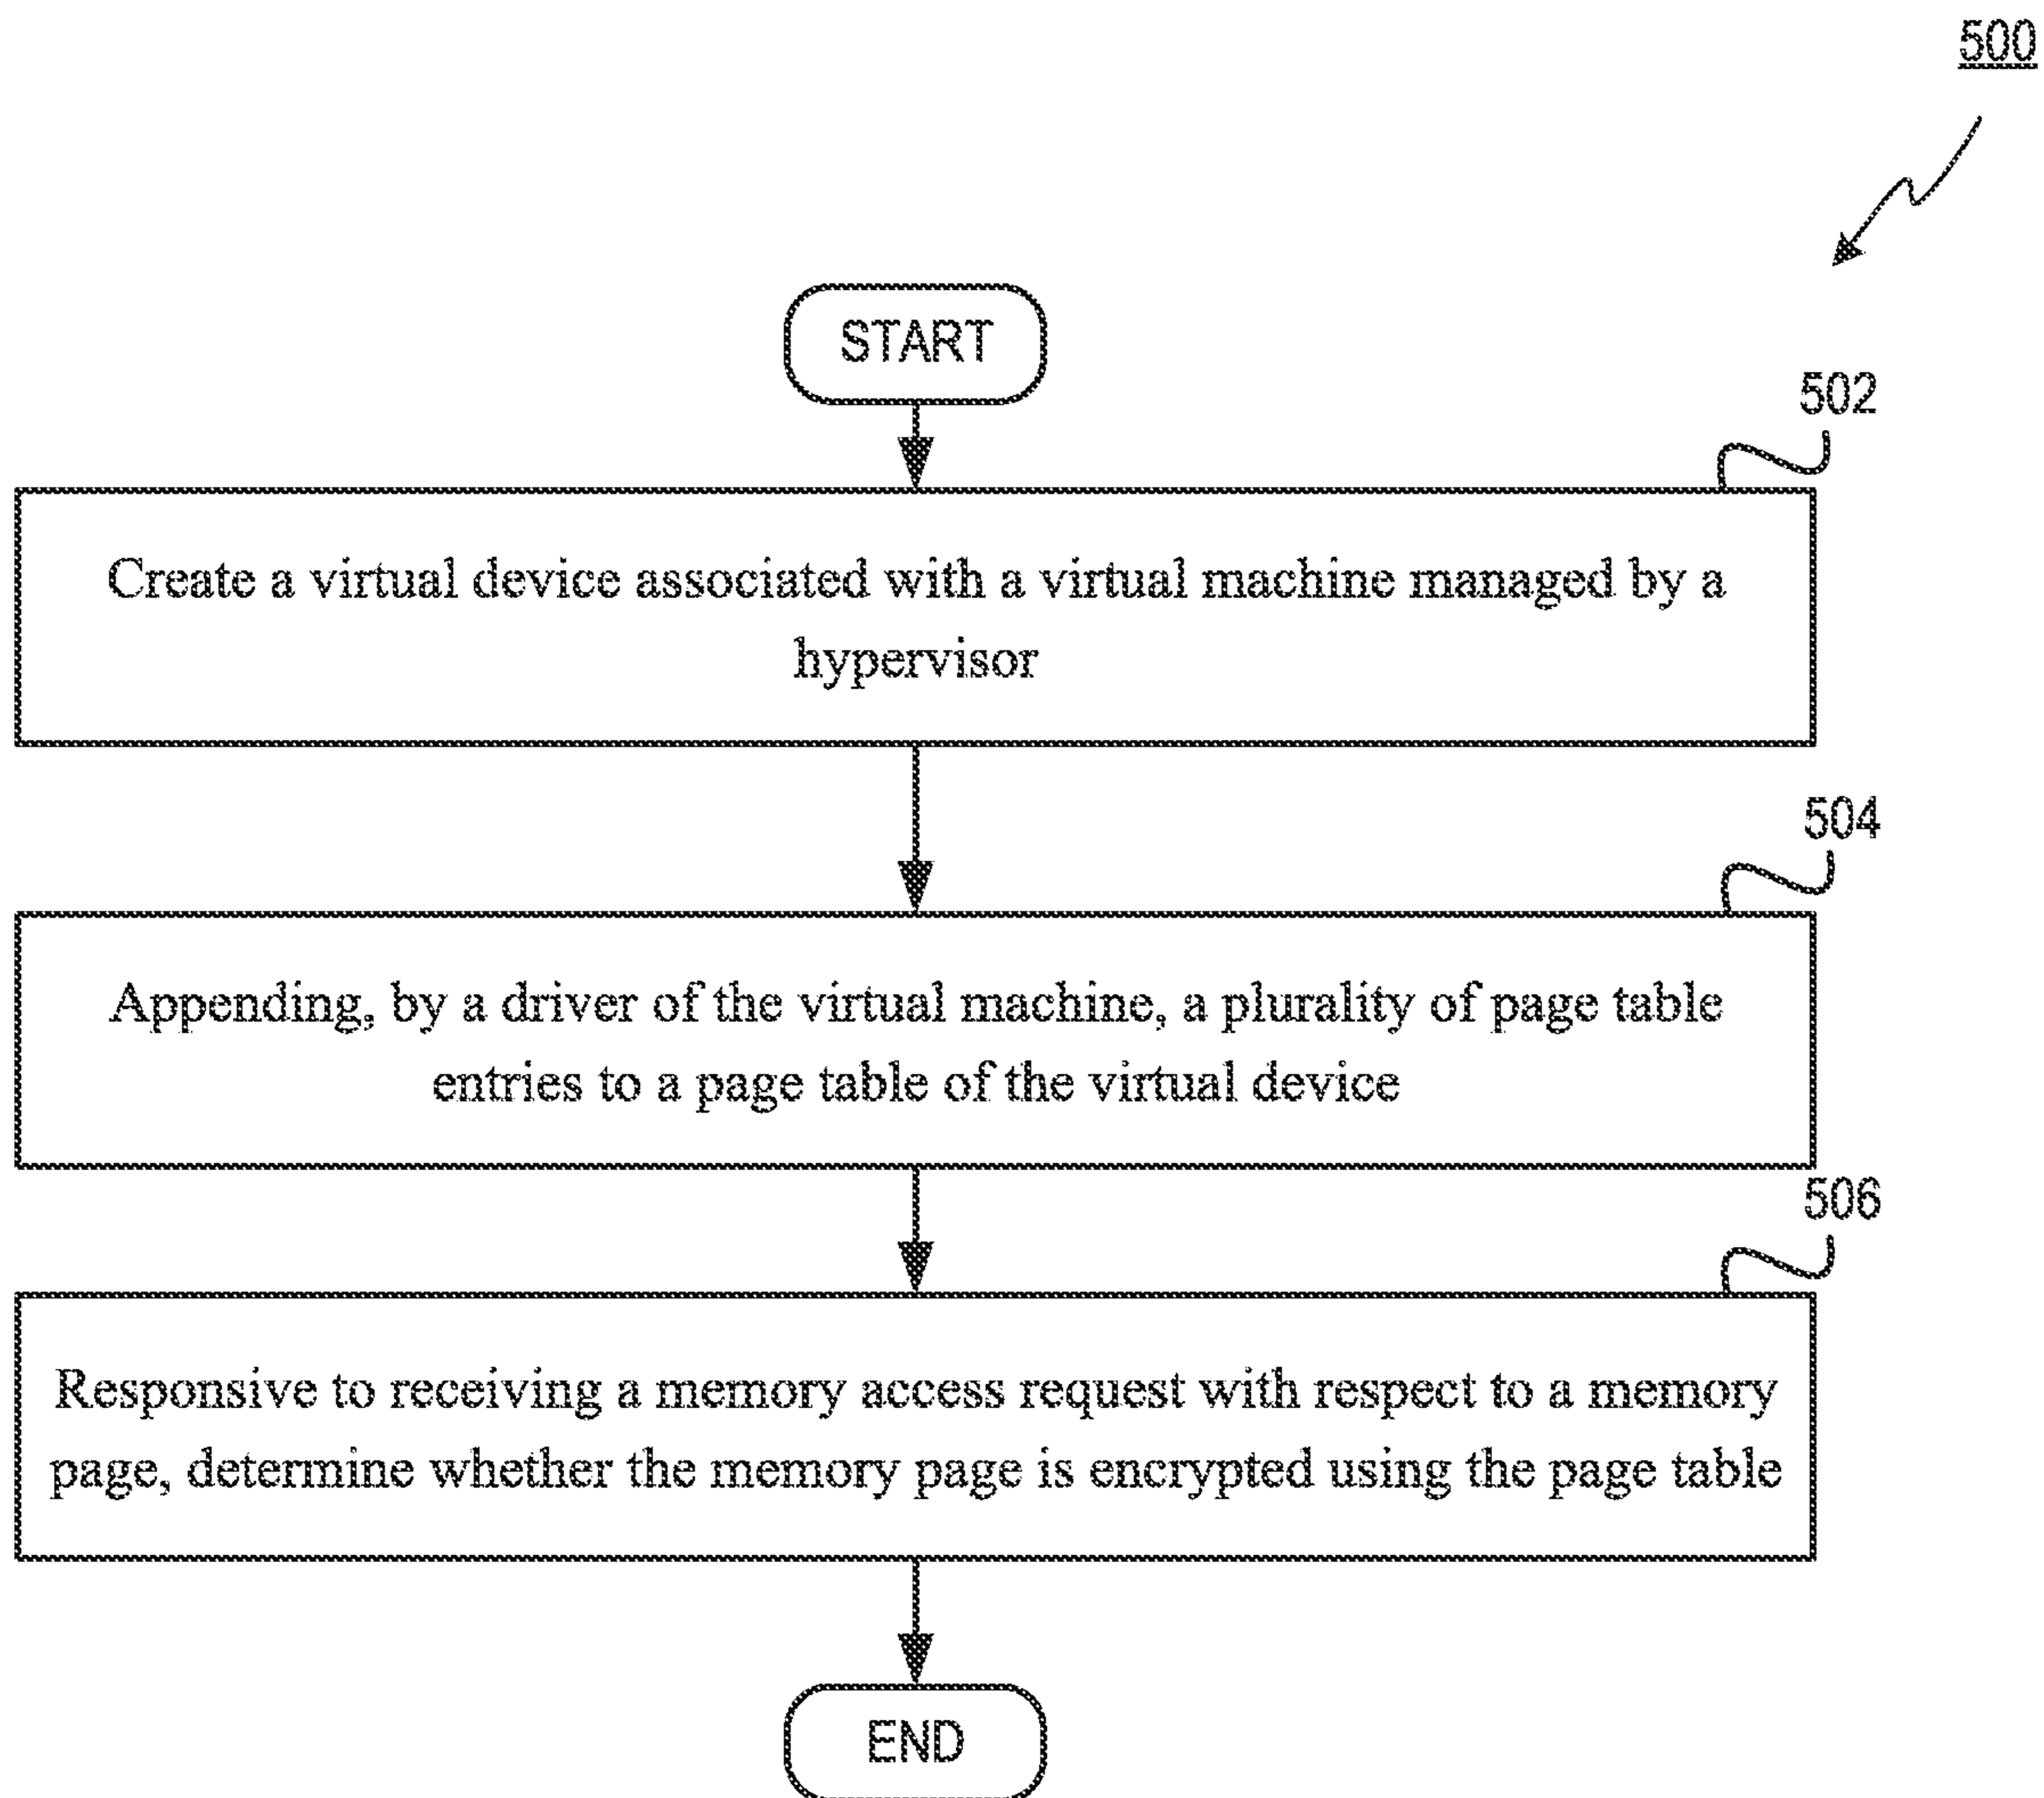 500
START
502
Create a virtual device associated with a virtual machine managed by a
hypervisor
504
Appending, by a driver of the virtual machine, a plurality of page table
entries to a page table of the virtual device
506
Responsive to receiving a memory access request with respect to a memory
page, determine whether the memory page is encrypted using the page table
END